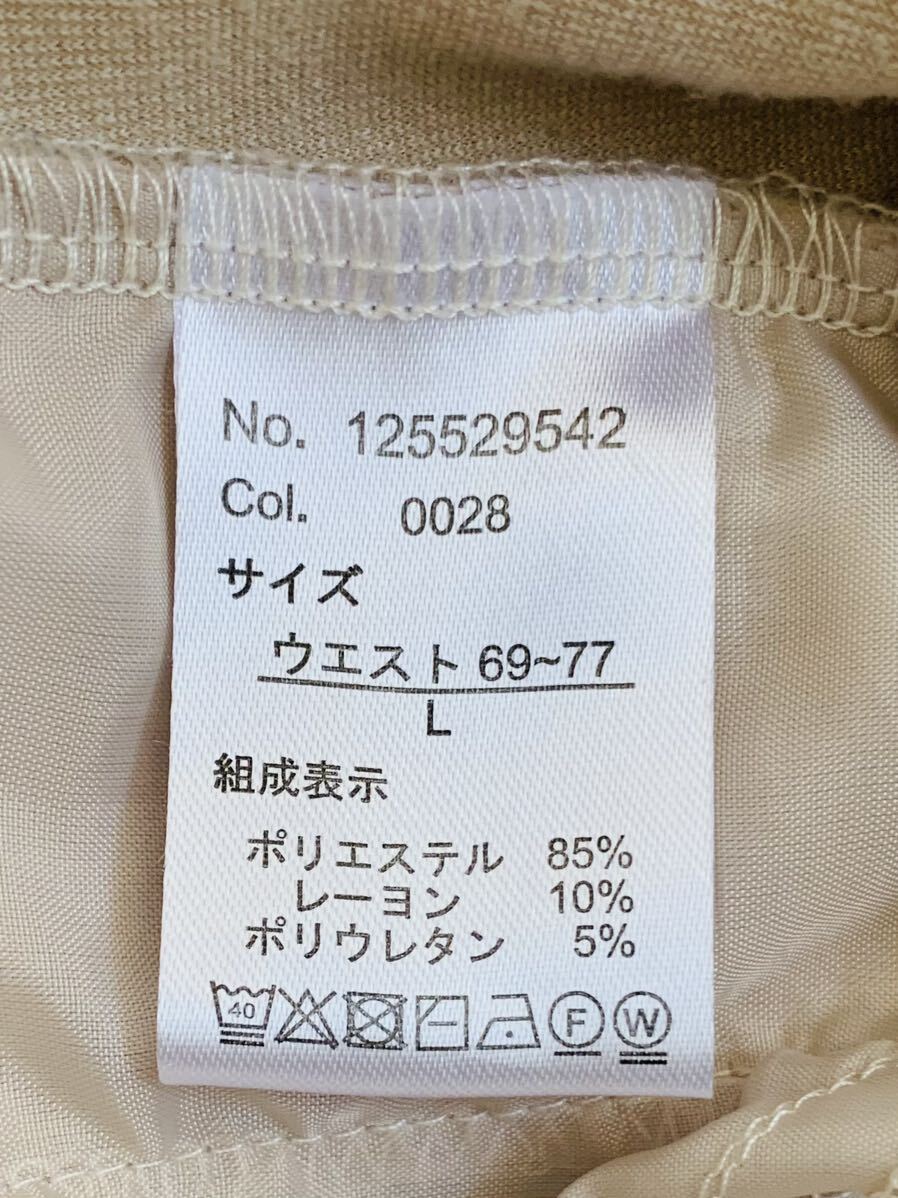 No. 125529542
Col. 0028
サイズ
ウエスト 69~77
L
組成表示
ポリエステル 85%
レーヨン 10%
ポリウレタン 5%
40 F W